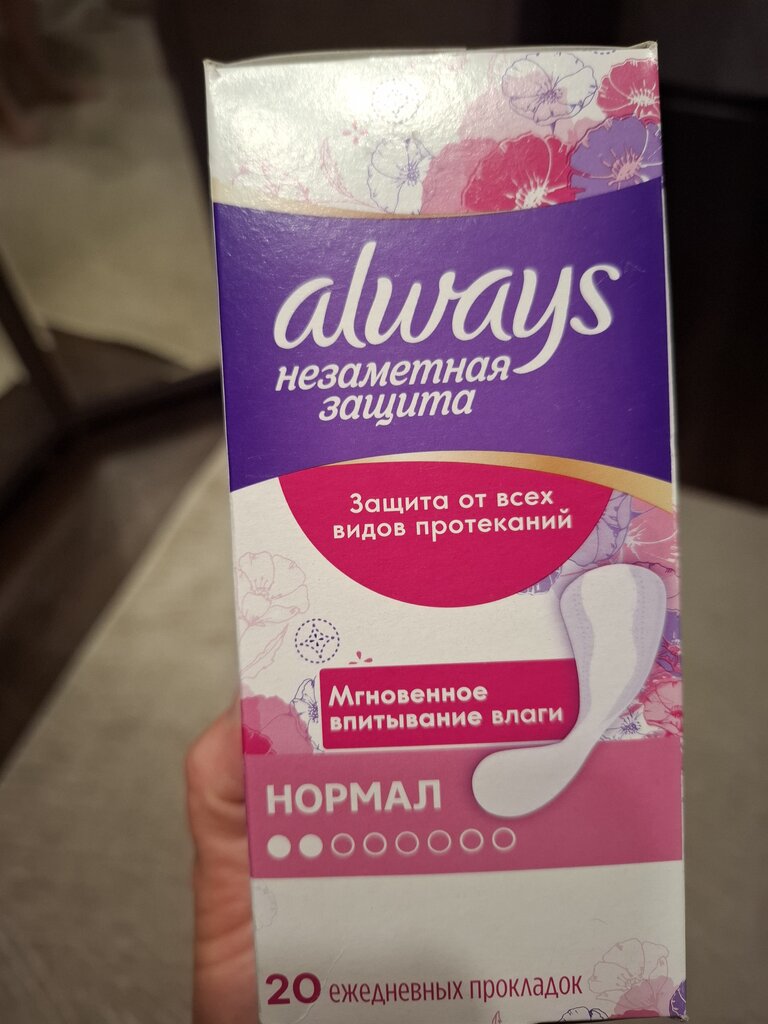 always
незаметная
защита
Защита от всех
видов протеканий
Мгновенное
впитывание влаги
НОРМАЛ
20 ежедневных прокладок